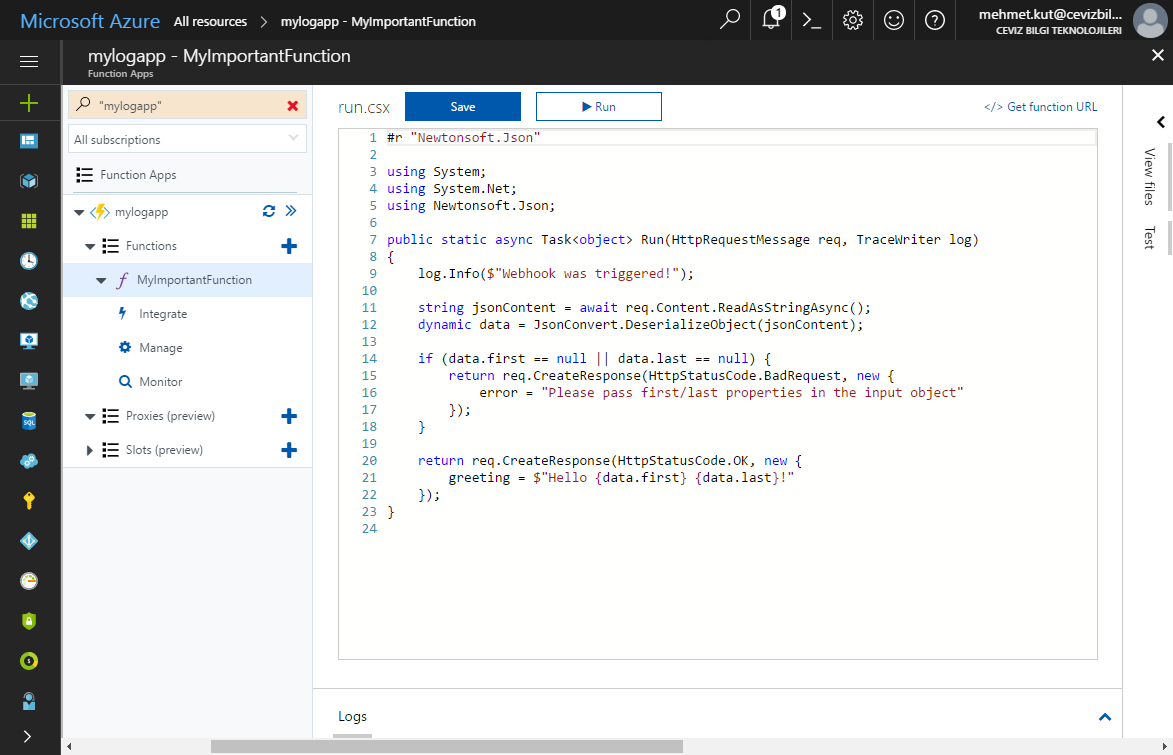 Microsoft Azure All resources > mylogapp - MyImportantFunction
1
mehmet.kut@cevizbil...
CEVIZ BILGI TEKNOLOJILERI
mylogapp - MyImportantFunction
Function Apps
"mylogapp"
All subscriptions
Function Apps
mylogapp
Functions
MyImportantFunction
Integrate
Manage
Monitor
Proxies (preview)
Slots (preview)
SQL
run.csx Save Run </> Get function URL
1 #r "Newtonsoft.Json"
2
3 using System;
4 using System.Net;
5 using Newtonsoft.Json;
6
7 public static async Task<object> Run(HttpRequestMessage req, TraceWriter log)
8 {
9     log.Info($"Webhook was triggered!");
10
11     string jsonContent = await req.Content.ReadAsStringAsync();
12     dynamic data = JsonConvert.DeserializeObject(jsonContent);
13
14     if (data.first == null || data.last == null) {
15         return req.CreateResponse(HttpStatusCode.BadRequest, new {
16             error = "Please pass first/last properties in the input object"
17         });
18     }
19
20     return req.CreateResponse(HttpStatusCode.OK, new {
21         greeting = $"Hello {data.first} {data.last}!"
22     });
23 }
24
View files
Test
Logs